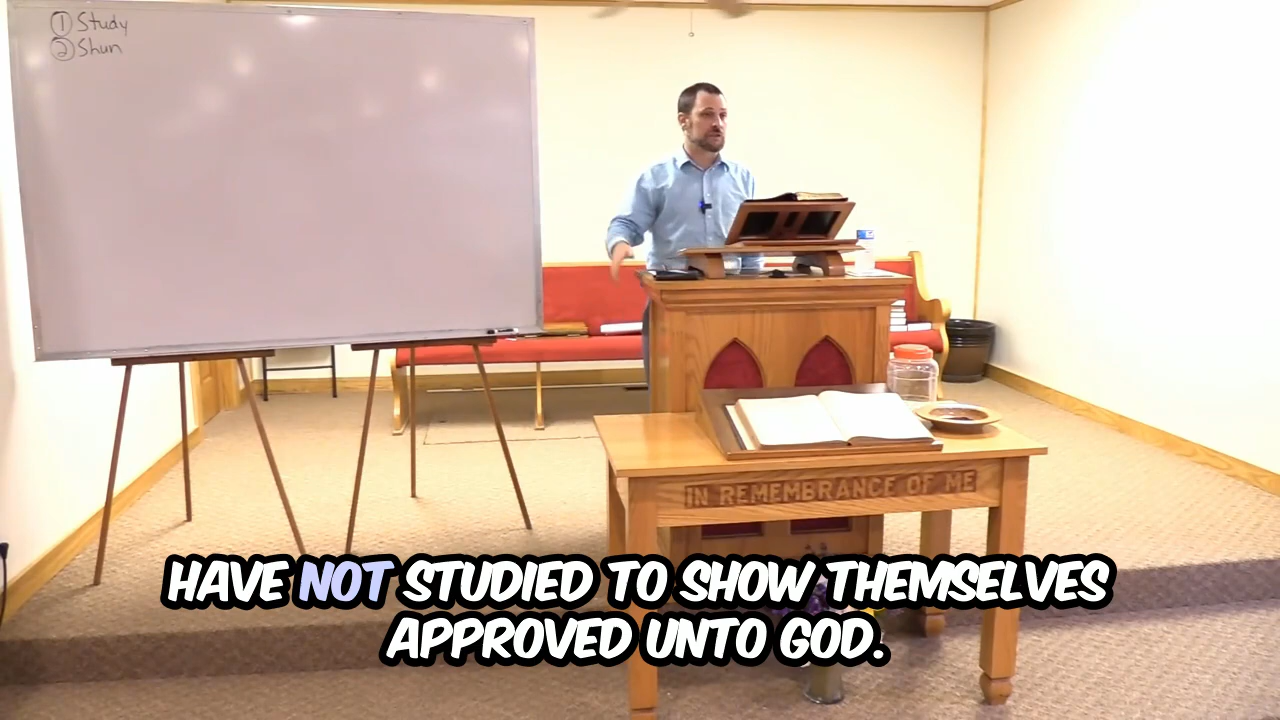 ① Study
② Shun
IN REMEMBRANCE OF ME
HAVE NOT STUDIED TO SHOW THEMSELVES
APPROVED UNTO GOD.